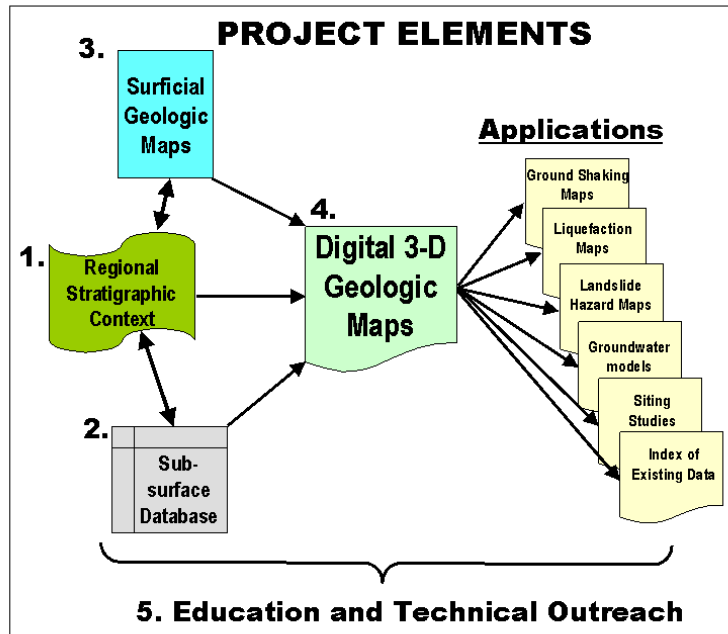 PROJECT ELEMENTS
3.
Surficial
Geologic
Maps
1.
Regional
Stratigraphic
Context
2.
Sub-
surface
Database
4.
Digital 3-D
Geologic
Maps
Applications
Ground Shaking
Maps
Liquefaction
Maps
Landslide
Hazard Maps
Groundwater
models
Siting
Studies
Index of
Existing Data
5. Education and Technical Outreach